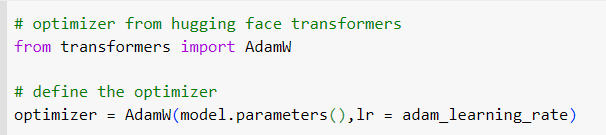 # optimizer from hugging face transformers
from transformers import AdamW
# define the optimizer
optimizer = AdamW(model.parameters(),lr = adam_learning_rate)